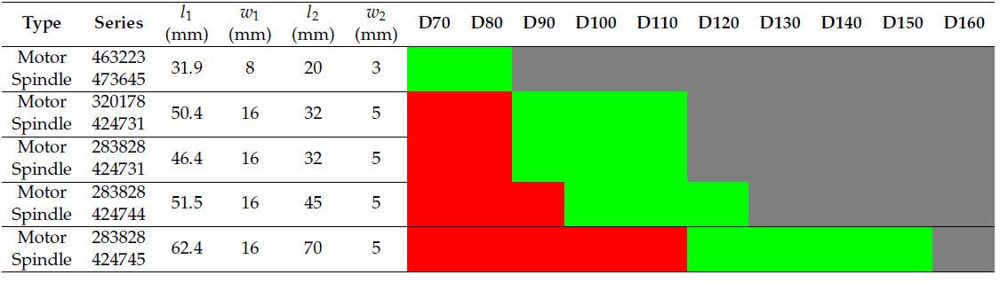 Type Series l1 (mm) w1 (mm) l2 (mm) w2 (mm) D70 D80 D90 D100 D110 D120 D130 D140 D150 D160
Motor 463223
31.9 8 20 3
Spindle 473645
Motor 320178
50.4 16 32 5
Spindle 424731
Motor 283828
46.4 16 32 5
Spindle 424731
Motor 283828
51.5 16 45 5
Spindle 424744
Motor 283828
62.4 16 70 5
Spindle 424745